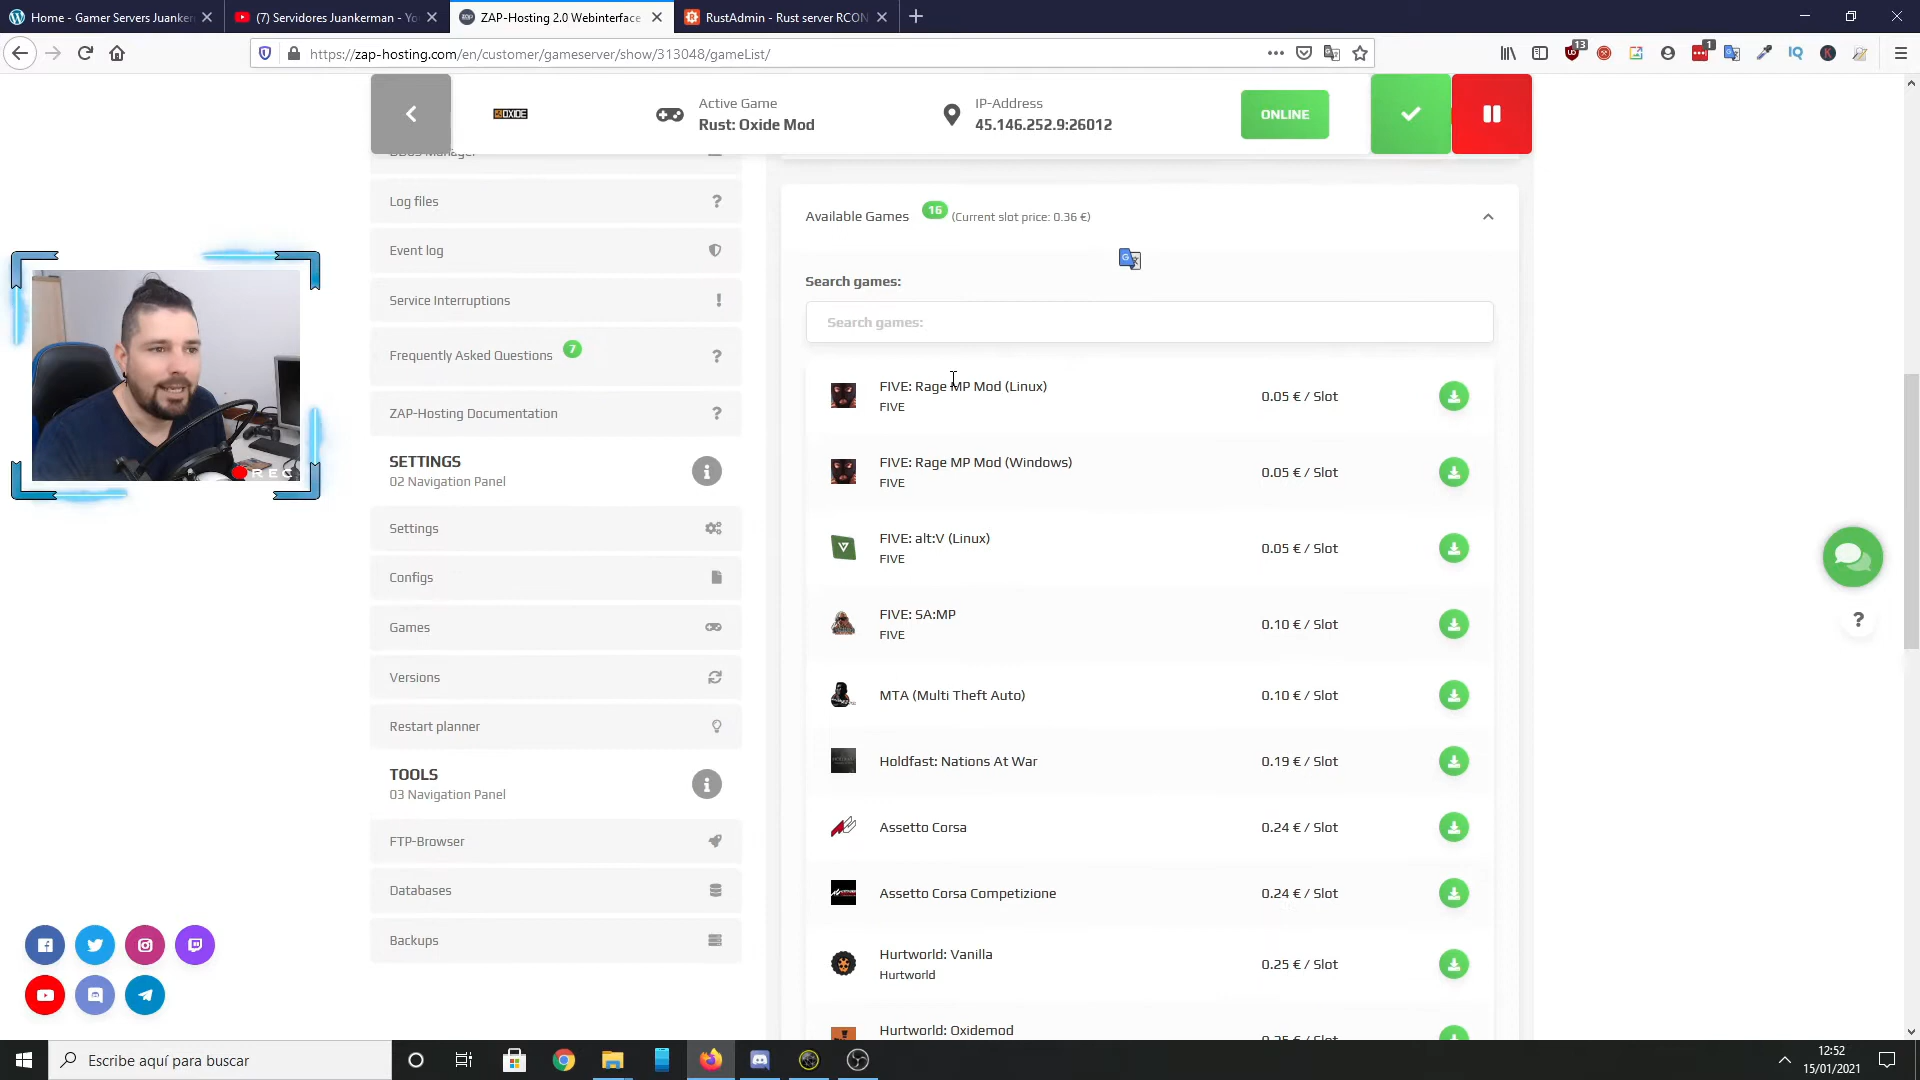 Home - Gamer Servers Juanker
(7) Servidores Juankerman - Yo
ZAP-Hosting 2.0 Webinterface
RustAdmin - Rust server RCON
https://zap-hosting.com/en/customer/gameserver/show/313048/gameList/
13
1
IQ
K
OXIDE
Active Game
Rust: Oxide Mod
IP-Address
45.146.252.9:26012
ONLINE
Log files
Event log
Service Interruptions
Frequently Asked Questions 7
ZAP-Hosting Documentation
SETTINGS
02 Navigation Panel
Settings
Configs
Games
Versions
Restart planner
TOOLS
03 Navigation Panel
FTP-Browser
Databases
Backups
Available Games 16 (Current slot price: 0.36 €)
Search games:
Search games:
FIVE: Rage MP Mod (Linux)
FIVE
0.05 € / Slot
FIVE: Rage MP Mod (Windows)
FIVE
0.05 € / Slot
FIVE: alt:V (Linux)
FIVE
0.05 € / Slot
FIVE: SA:MP
FIVE
0.10 € / Slot
MTA (Multi Theft Auto)
0.10 € / Slot
Holdfast: Nations At War
0.19 € / Slot
Assetto Corsa
0.24 € / Slot
Assetto Corsa Competizione
0.24 € / Slot
Hurtworld: Vanilla
Hurtworld
0.25 € / Slot
Hurtworld: Oxidemod
REC
Escribe aquí para buscar
12:52
15/01/2021